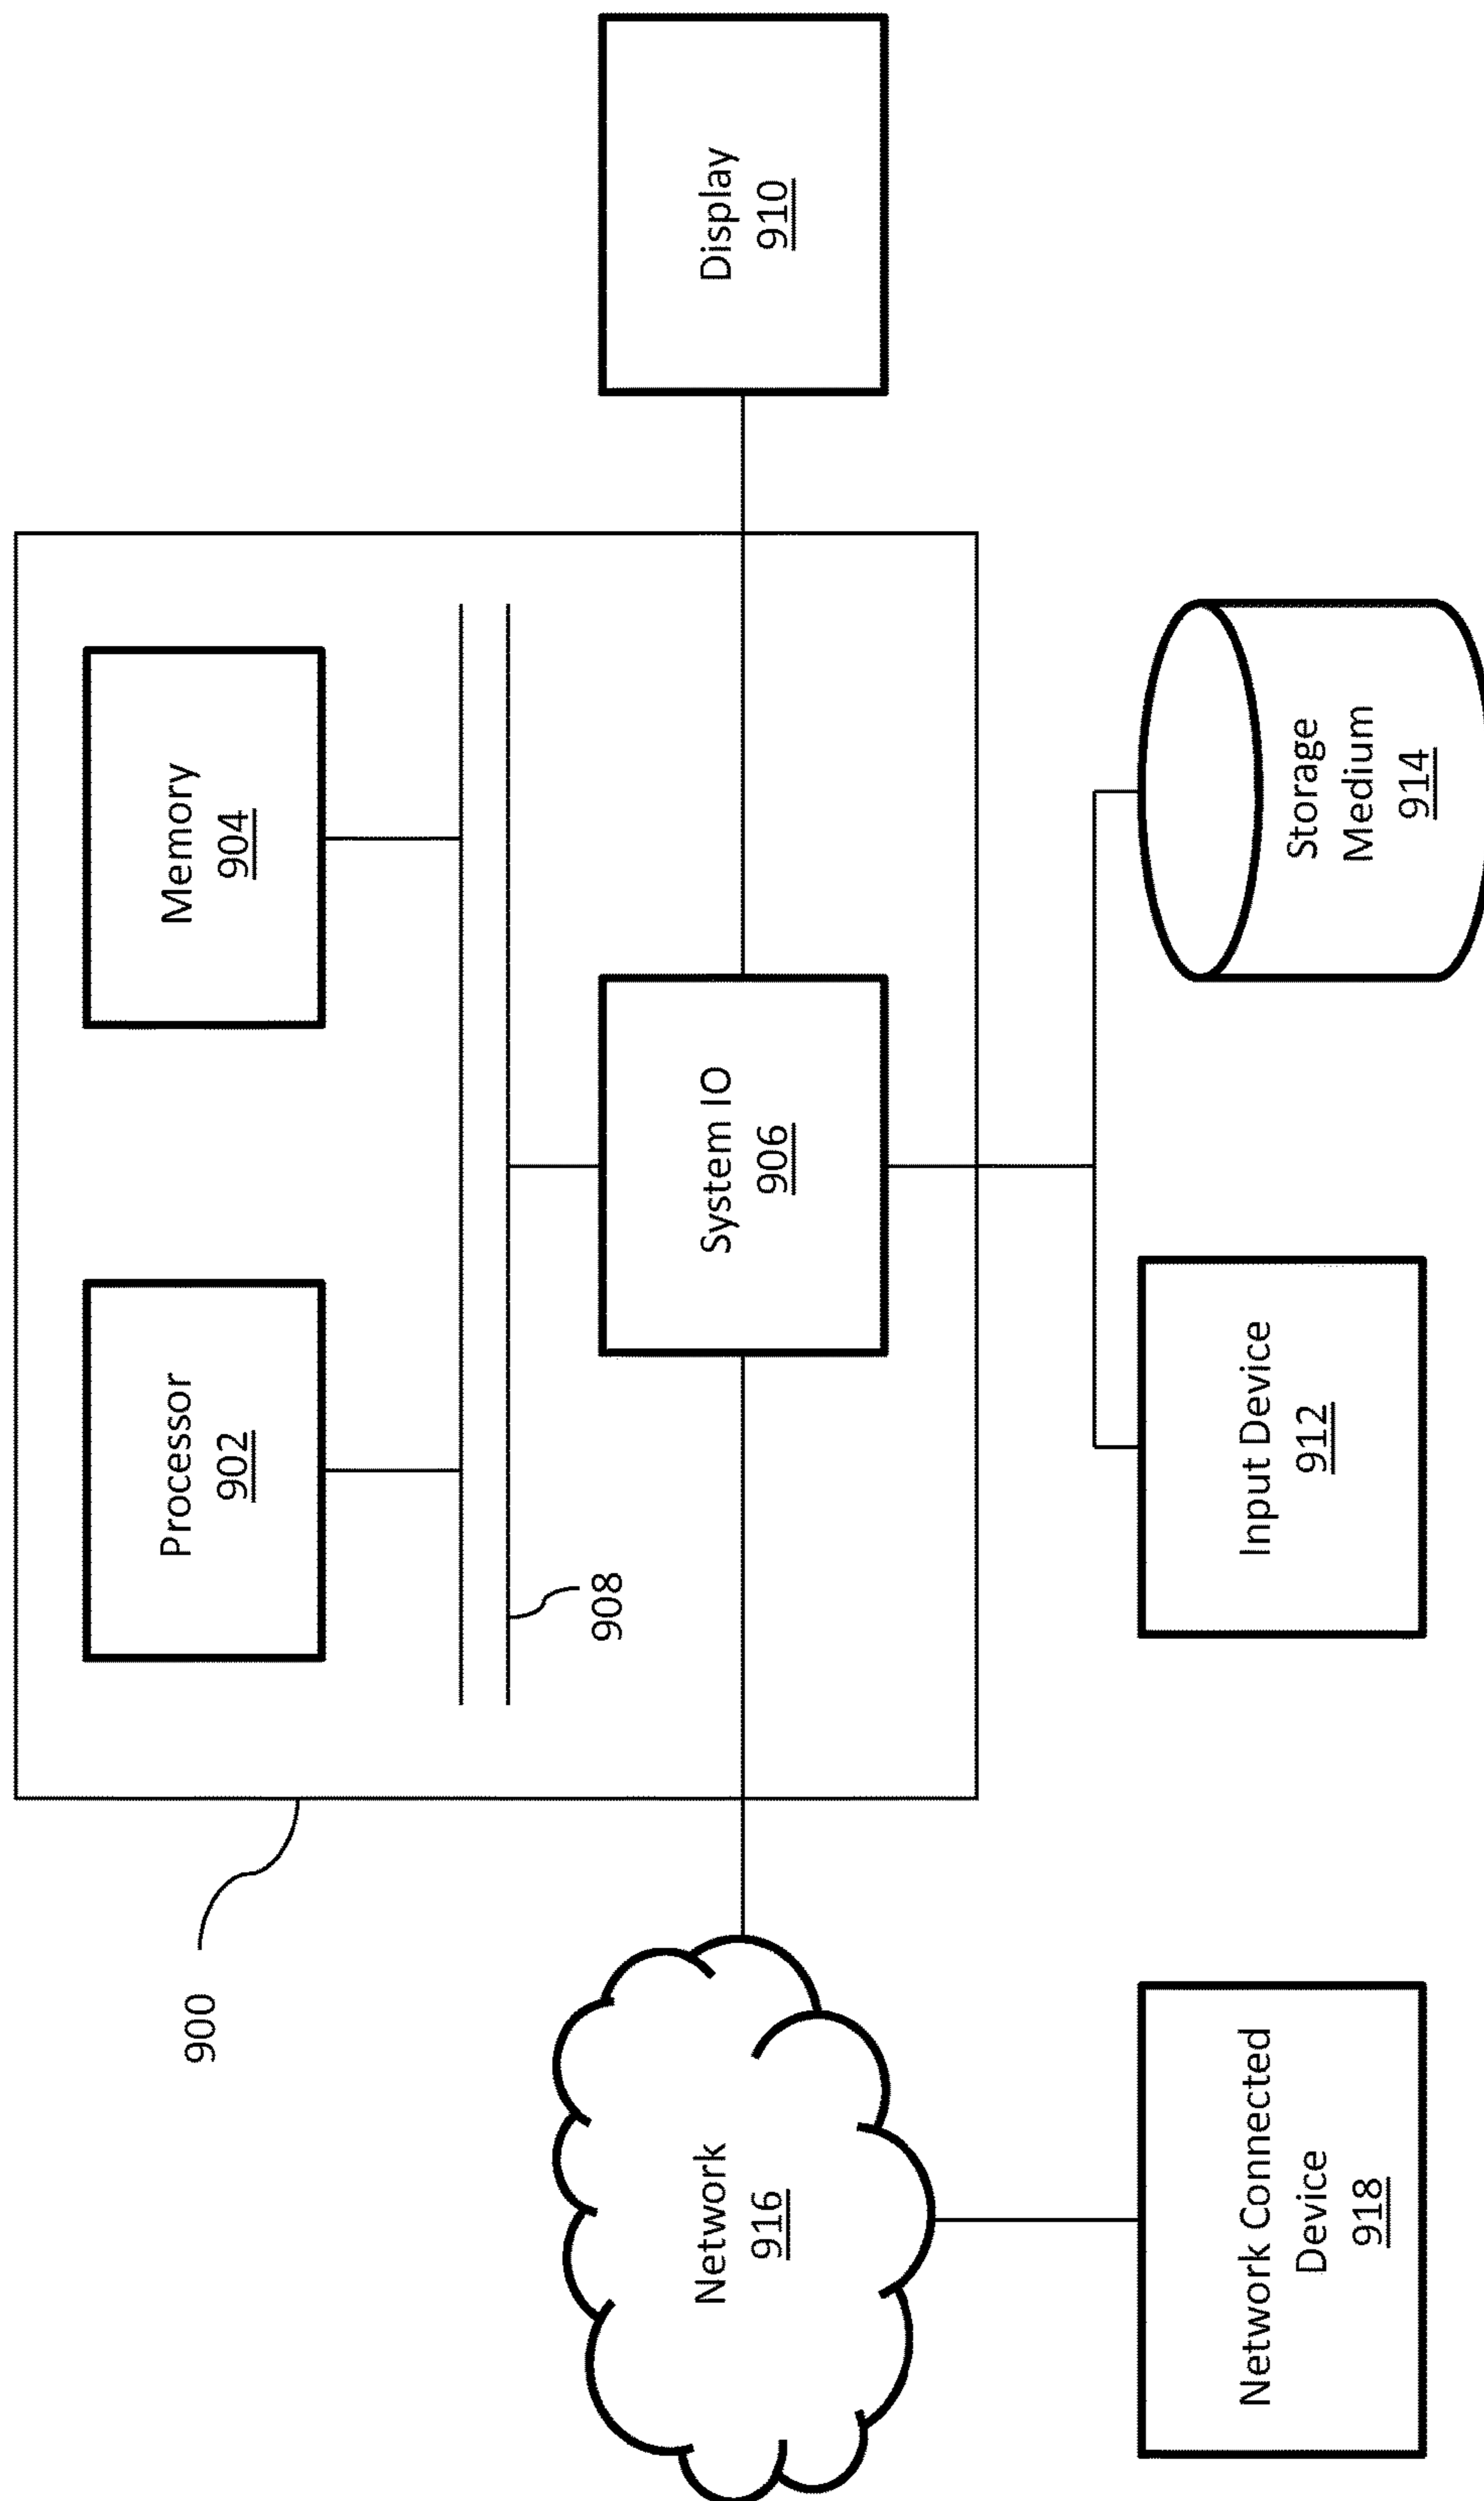 900
Processor
902
Memory
904
908
Network
916
System IO
906
Display
910
Network Connected
Device
918
Input Device
912
Storage
Medium
914